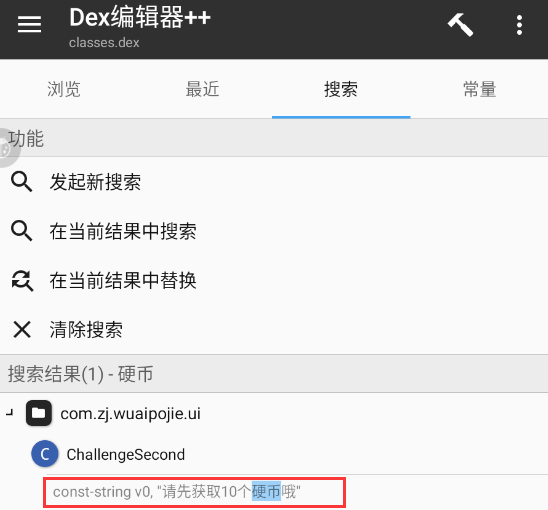 Dex编辑器++
classes.dex
浏览 最近 搜索 常量
功能
发起新搜索
在当前结果中搜索
在当前结果中替换
清除搜索
搜索结果(1) - 硬币
com.zj.wuaipojie.ui
C ChallengeSecond
const-string v0, "请先获取10个硬币哦"